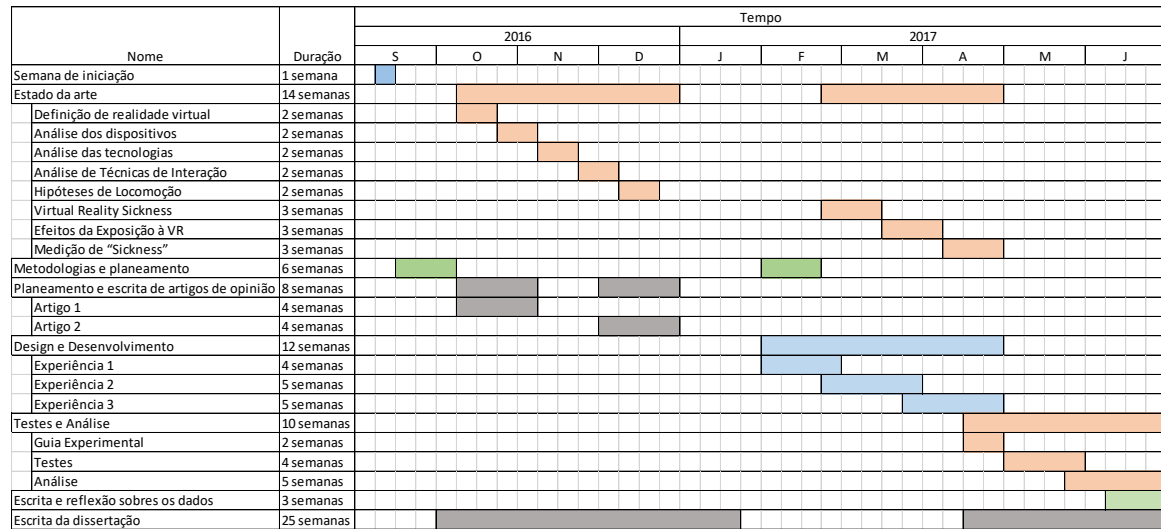 Tempo
2016 2017
Nome Duração S O N D J F M A M J
Semana de iniciação 1 semana
Estado da arte 14 semanas
Definição de realidade virtual 2 semanas
Análise dos dispositivos 2 semanas
Análise das tecnologias 2 semanas
Análise de Técnicas de Interação 2 semanas
Hipóteses de Locomoção 2 semanas
Virtual Reality Sickness 3 semanas
Efeitos da Exposição à VR 3 semanas
Medição de “Sickness” 3 semanas
Metodologias e planeamento 6 semanas
Planeamento e escrita de artigos de opinião 8 semanas
Artigo 1 4 semanas
Artigo 2 4 semanas
Design e Desenvolvimento 12 semanas
Experiência 1 4 semanas
Experiência 2 5 semanas
Experiência 3 5 semanas
Testes e Análise 10 semanas
Guia Experimental 2 semanas
Testes 4 semanas
Análise 5 semanas
Escrita e reflexão sobre os dados 3 semanas
Escrita da dissertação 25 semanas